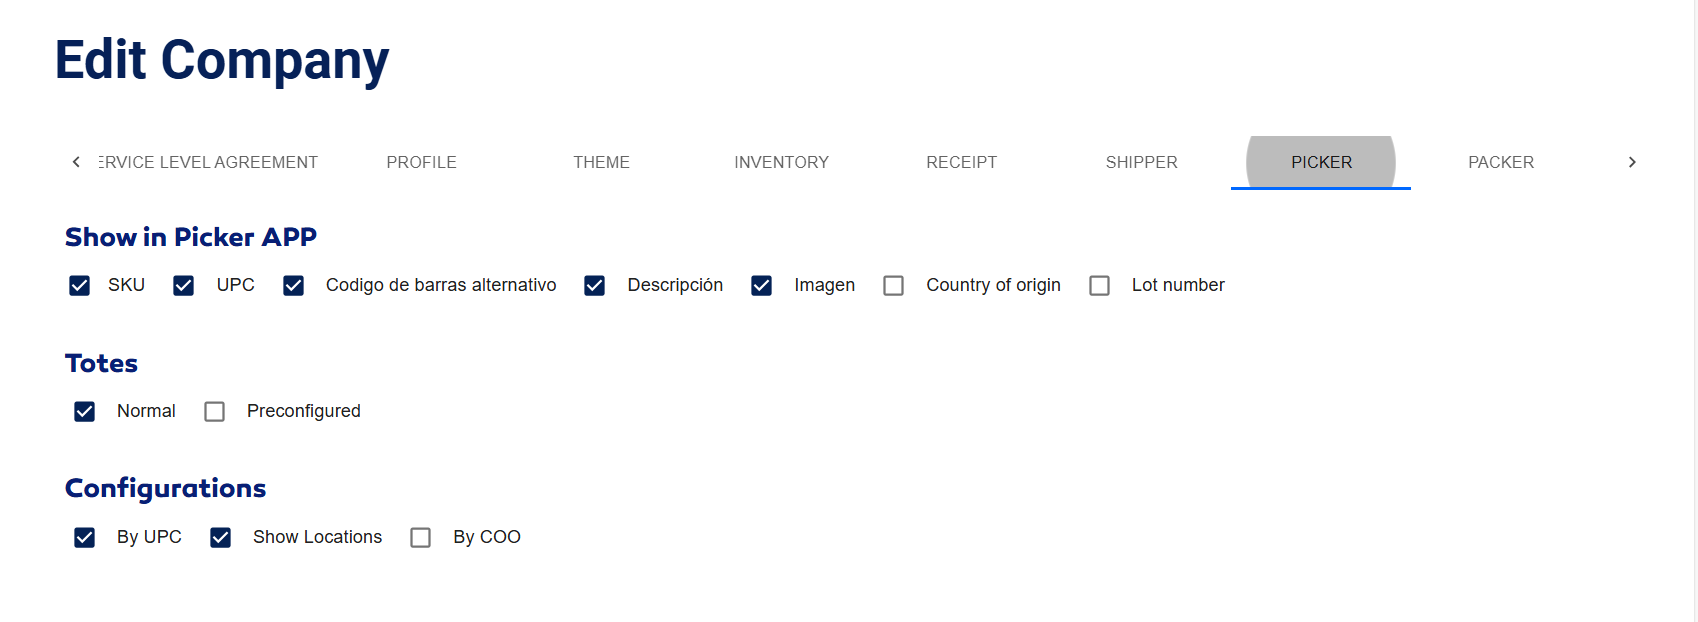 Edit Company
ERVICE LEVEL AGREEMENT PROFILE THEME INVENTORY RECEIPT SHIPPER PICKER PACKER
Show in Picker APP
SKU UPC Codigo de barras alternativo Descripción Imagen Country of origin Lot number
Totes
Normal Preconfigured
Configurations
By UPC Show Locations By COO